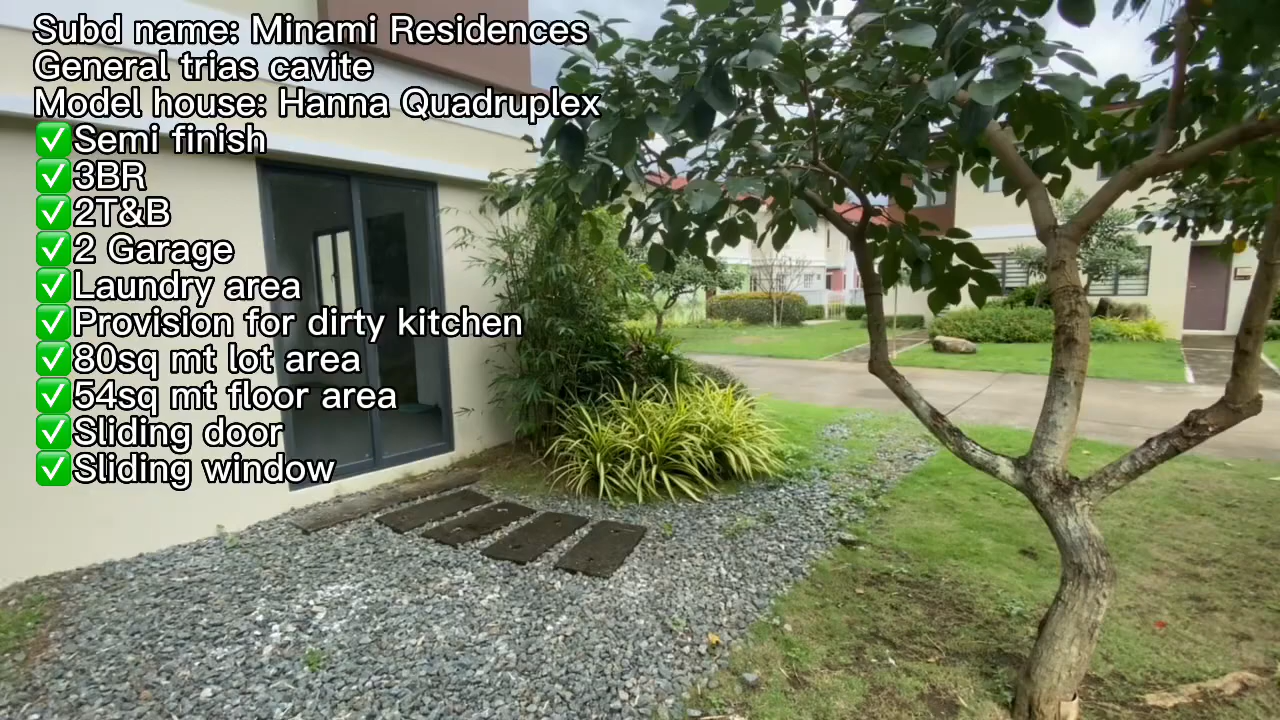 Subd name: Minami Residences
General trias cavite
Model house: Hanna Quadruplex
✅Semi finish
✅3BR
✅2T&B
✅2 Garage
✅Laundry area
✅Provision for dirty kitchen
✅80sq mt lot area
✅54sq mt floor area
✅Sliding door
✅Sliding window